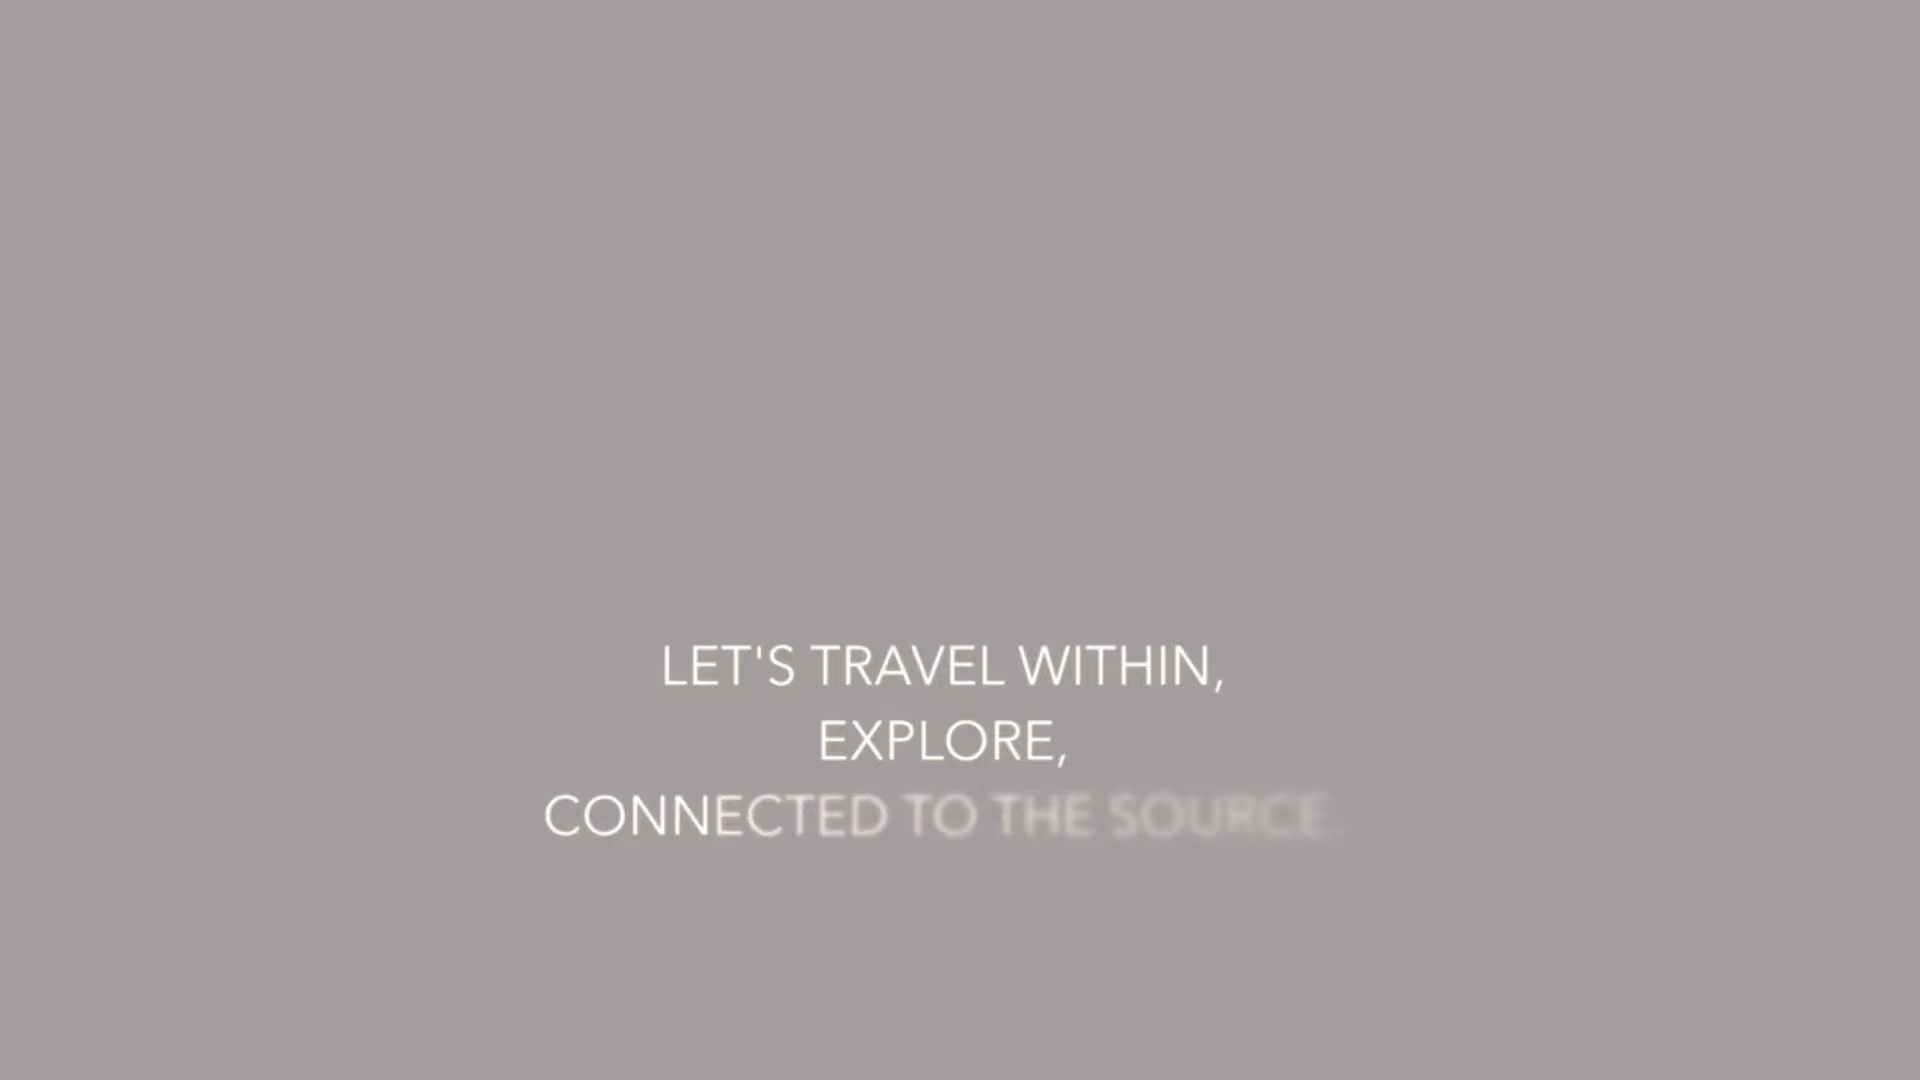 LET'S TRAVEL WITHIN,
EXPLORE,
CONNECTED TO THE SOURCE.